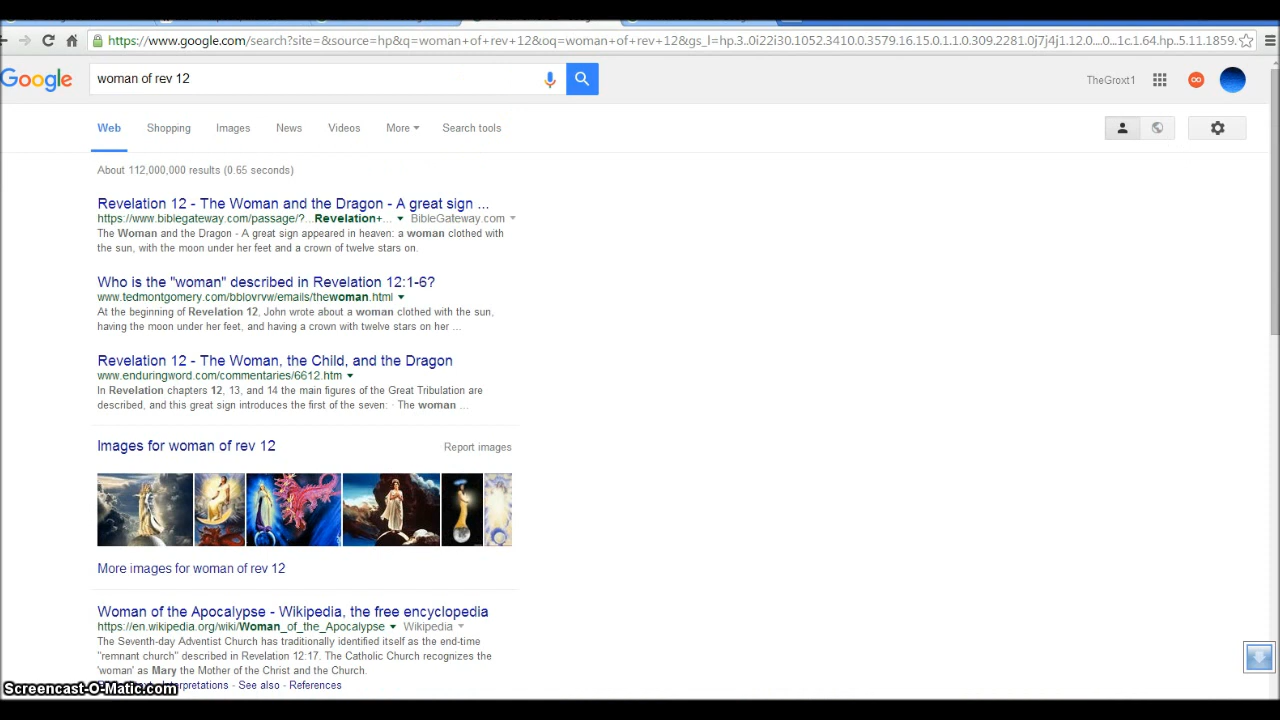 https://www.google.com/search?site=&source=hp&q=woman+of+rev+12&oq=woman+of+rev+12&gs_l=hp.3..0i22i30.1052.3410.0.3579.16.15.0.1.1.0.309.2281.0j7j4j1.12.0....0...1c.1.64.hp..5.11.1859.
Google
woman of rev 12
TheGroxt1
Web Shopping Images News Videos More Search tools
About 112,000,000 results (0.65 seconds)
Revelation 12 - The Woman and the Dragon - A great sign ...
https://www.biblegateway.com/passage/?...Revelation+... BibleGateway.com
The Woman and the Dragon - A great sign appeared in heaven: a woman clothed with
the sun, with the moon under her feet and a crown of twelve stars on.
Who is the "woman" described in Revelation 12:1-6?
www.tedmontgomery.com/bblovrvw/emails/thewoman.html
At the beginning of Revelation 12, John wrote about a woman clothed with the sun,
having the moon under her feet, and having a crown with twelve stars on her ...
Revelation 12 - The Woman, the Child, and the Dragon
www.enduringword.com/commentaries/6612.htm
In Revelation chapters 12, 13, and 14 the main figures of the Great Tribulation are
described, and this great sign introduces the first of the seven: · The woman ...
Images for woman of rev 12 Report images
More images for woman of rev 12
Woman of the Apocalypse - Wikipedia, the free encyclopedia
https://en.wikipedia.org/wiki/Woman_of_the_Apocalypse Wikipedia
The Seventh-day Adventist Church has traditionally identified itself as the end-time
"remnant church" described in Revelation 12:17. The Catholic Church recognizes the
'woman' as Mary the Mother of the Christ and the Church.
See also - References
Screencast-O-Matic.com